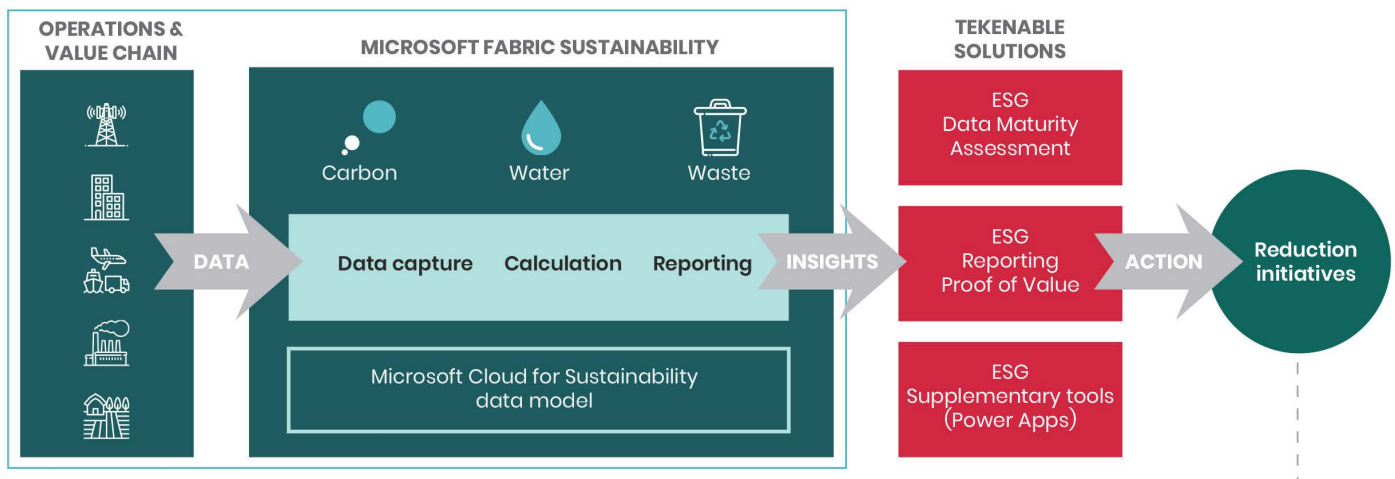 OPERATIONS &
VALUE CHAIN
MICROSOFT FABRIC SUSTAINABILITY
TEKENABLE
SOLUTIONS
Carbon
Water
Waste
DATA
Data capture
Calculation
Reporting
INSIGHTS
Microsoft Cloud for Sustainability
data model
ESG
Data Maturity
Assessment
ESG
Reporting
Proof of Value
ESG
Supplementary tools
(Power Apps)
ACTION
Reduction
initiatives